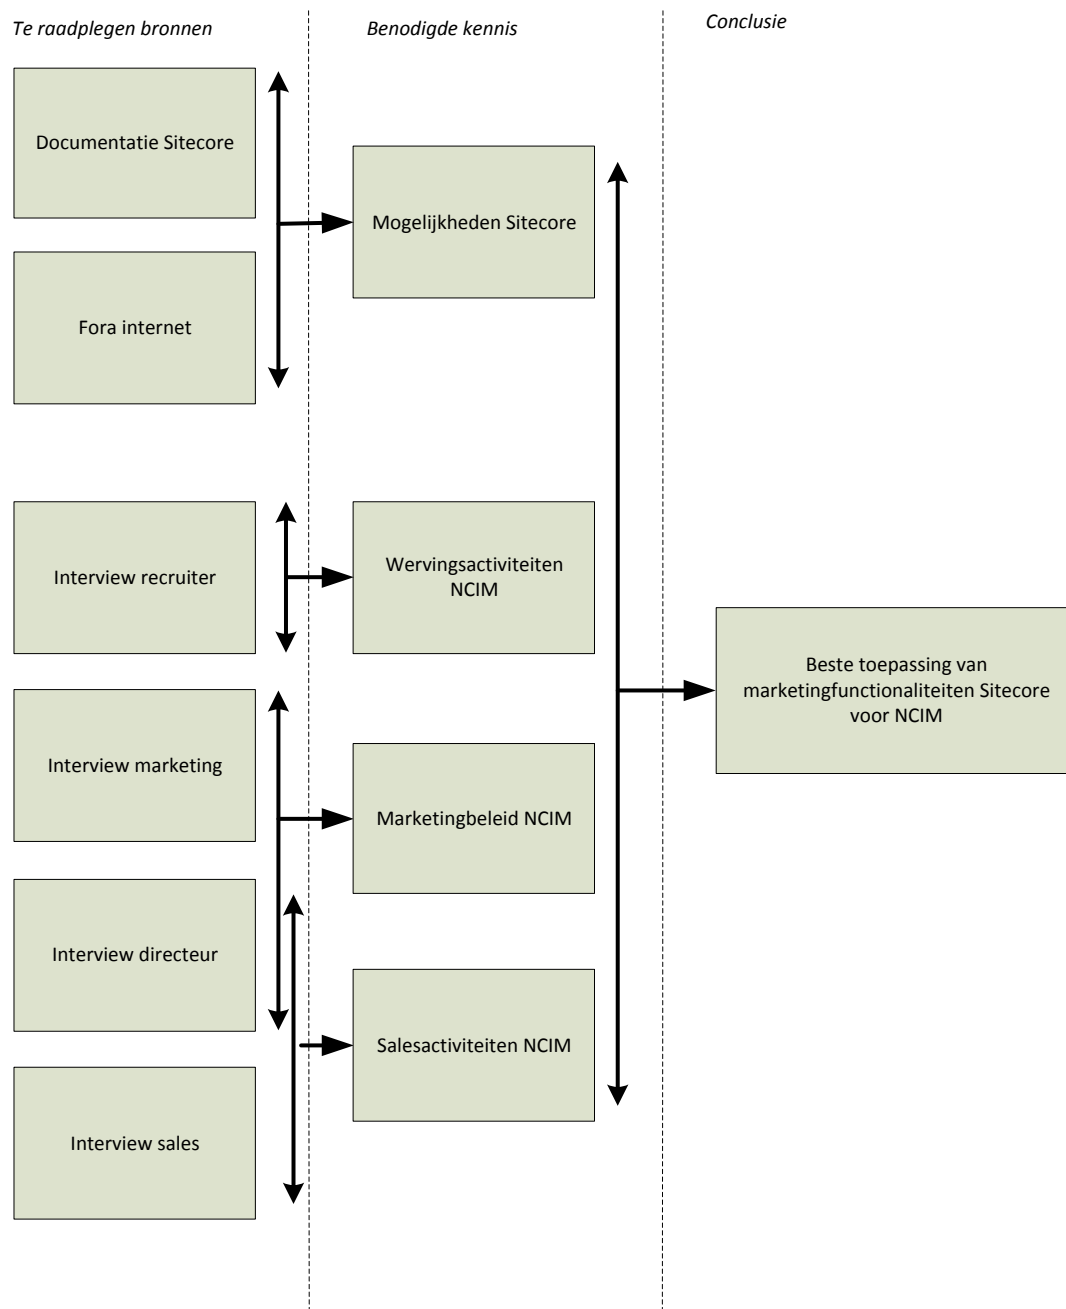 Te raadplegen bronnen
Benodigde kennis
Conclusie
Documentatie Sitecore
Fora internet
Mogelijkheden Sitecore
Interview recruiter
Wervingsactiviteiten
NCIM
Interview marketing
Interview directeur
Marketingbeleid NCIM
Interview sales
Salesactiviteiten NCIM
Beste toepassing van
marketingfunctionaliteiten Sitecore
voor NCIM